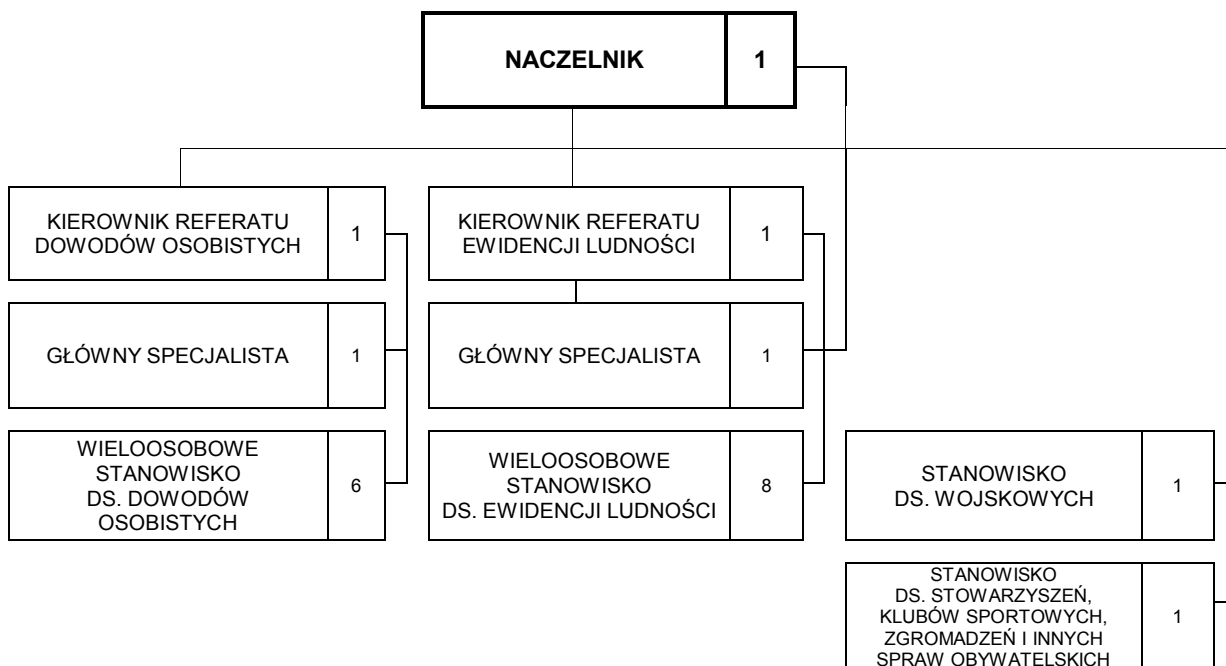 NACZELNIK
1
KIEROWNIK REFERATU
DOWODÓW OSOBISTYCH
1
KIEROWNIK REFERATU
EWIDENCJI LUDNOŚCI
1
GŁÓWNY SPECJALISTA
1
GŁÓWNY SPECJALISTA
1
WIELOOSOBOWE
STANOWISKO
DS. DOWODÓW
OSOBISTYCH
6
WIELOOSOBOWE
STANOWISKO
DS. EWIDENCJI LUDNOŚCI
8
STANOWISKO
DS. WOJSKOWYCH
1
STANOWISKO
DS. STOWARZYSZEŃ,
KLUBÓW SPORTOWYCH,
ZGROMADZEŃ I INNYCH
SPRAW OBYWATELSKICH
1